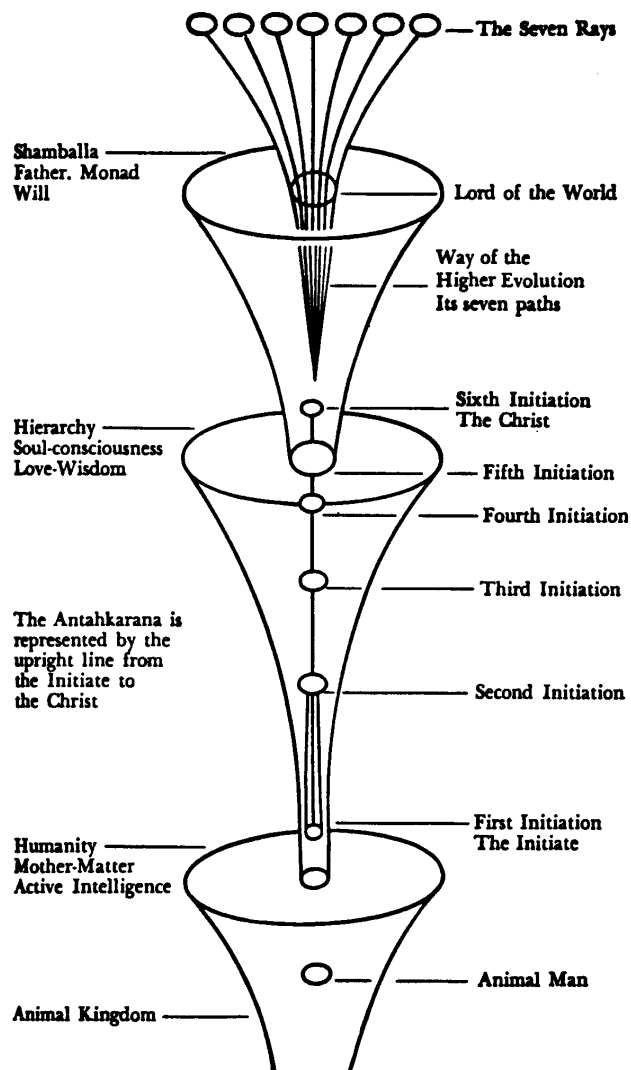 The Seven Rays
Shamballa
Father. Monad
Will
Lord of the World
Way of the
Higher Evolution
Its seven paths
Sixth Initiation
The Christ
Hierarchy
Soul-consciousness
Love-Wisdom
Fifth Initiation
Fourth Initiation
Third Initiation
The Antahkarana is
represented by the
upright line from
the Initiate to
the Christ
Second Initiation
First Initiation
The Initiate
Humanity
Mother-Matter
Active Intelligence
Animal Man
Animal Kingdom